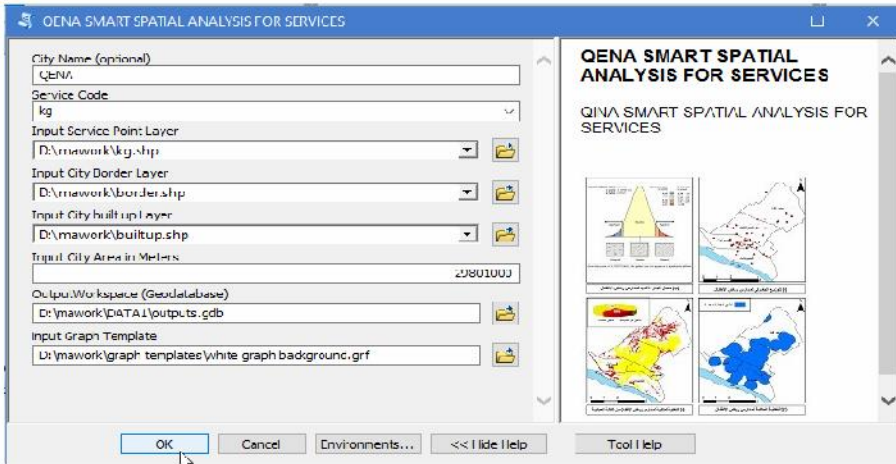 QENA SMART SPATIAL ANALYSIS FOR SERVICES
City Name (optional)
QENA
Service Code
kg
Input Service Point Layer
D:\mawork\kg.shp
Input City Border Layer
D:\mawork\border.shp
Input City built up Layer
D:\mawork\builtup.shp
Input City Area in Meters
29801000
Output Workspace (Geodatabase)
D:\mawork\DATA1\outputs.gdb
Input Graph Template
D:\mawork\graph templates\white graph background.grf
OK
Cancel
Environments...
<< Hide Help
Tool Help
QENA SMART SPATIAL
ANALYSIS FOR SERVICES
QINA SMART SPATIAL ANALYSIS FOR
SERVICES